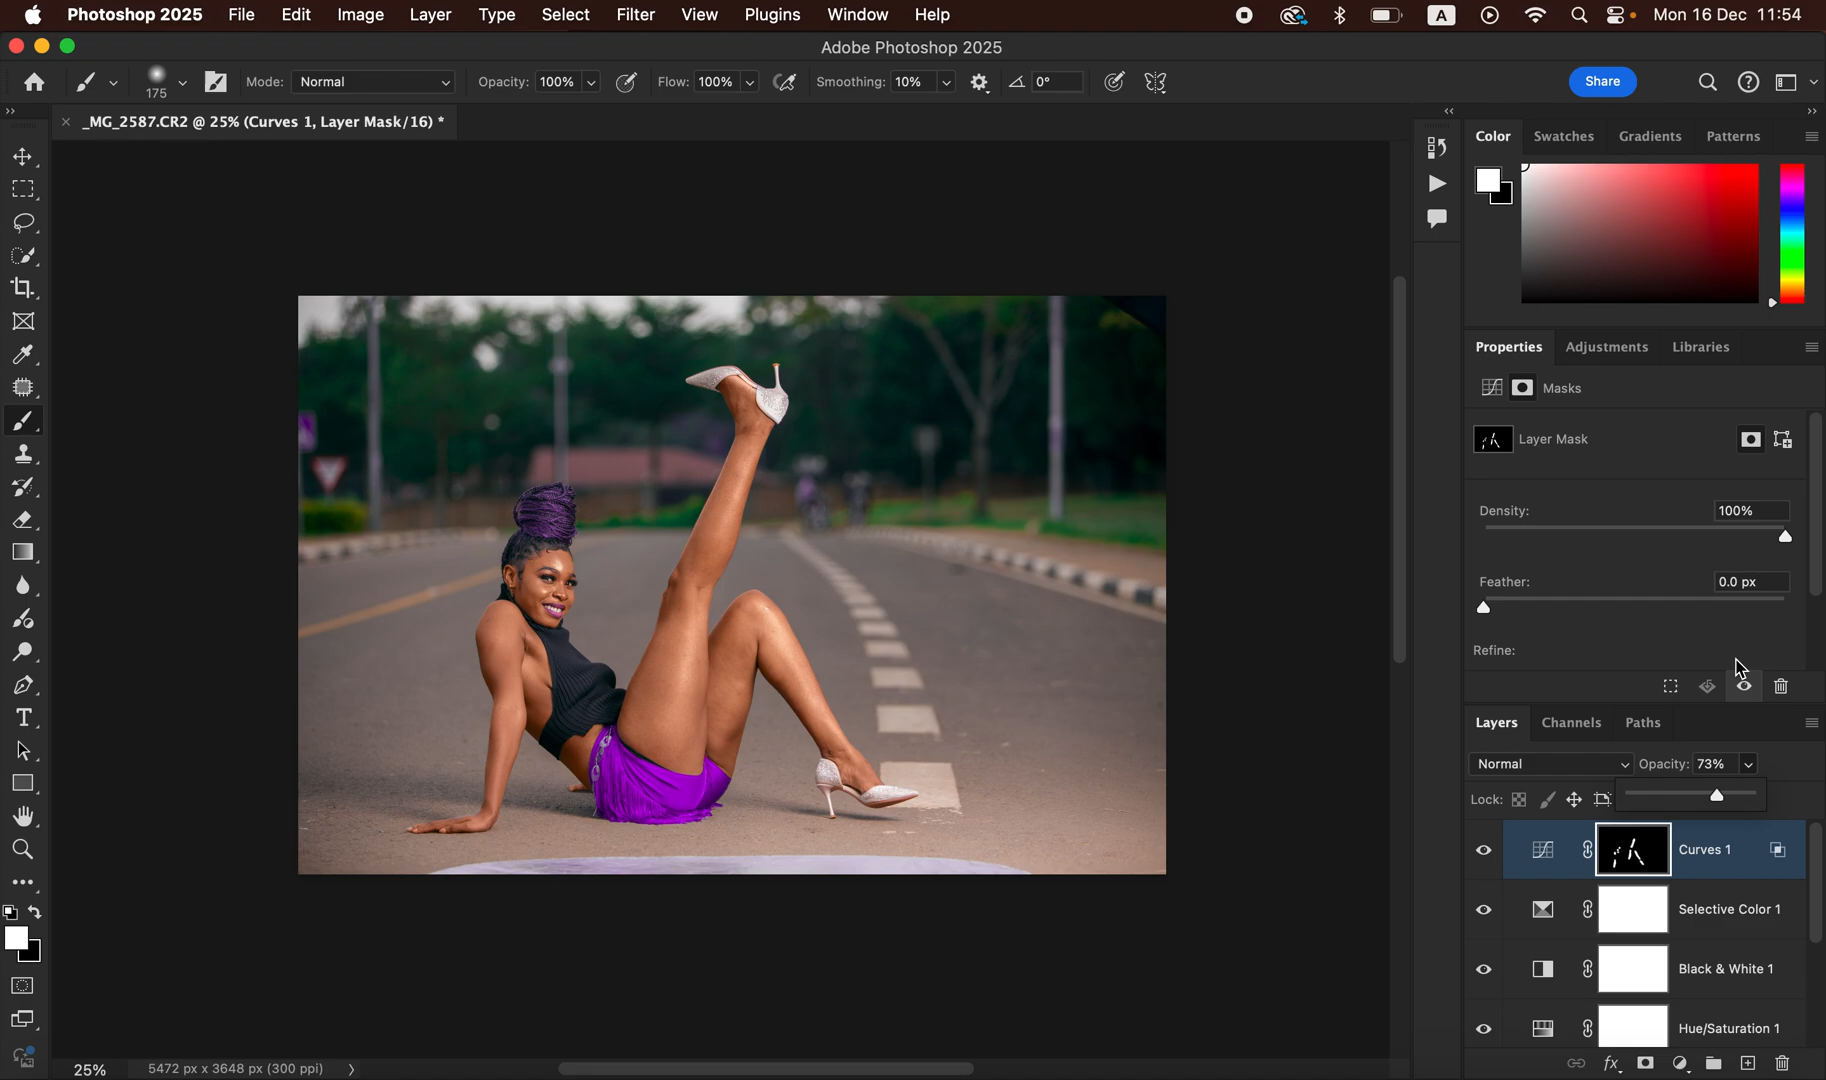 Photoshop 2025 File Edit Image Layer Type Select Filter View Plugins Window Help A Mon 16 Dec 11:54
Adobe Photoshop 2025
175 Mode: Normal Opacity: 100% Flow: 100% Smoothing: 10% 0° Share
× _MG_2587.CR2 @ 25% (Curves 1, Layer Mask/16) *
Color Swatches Gradients Patterns
Properties Adjustments Libraries
Masks
Layer Mask
Density: 100%
Feather: 0.0 px
Refine:
Layers Channels Paths
Normal Opacity: 73%
Lock:
Curves 1
Selective Color 1
Black & White 1
Hue/Saturation 1
25% 5472 px x 3648 px (300 ppi)